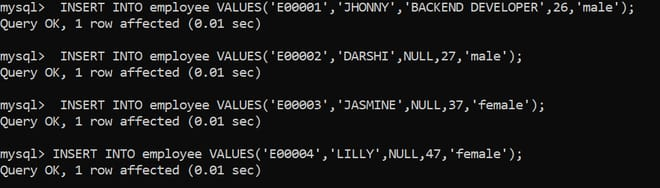 mysql>  INSERT INTO employee VALUES('E00001','JHONNY','BACKEND DEVELOPER',26,'male');
Query OK, 1 row affected (0.01 sec)
mysql>  INSERT INTO employee VALUES('E00002','DARSHI',NULL,27,'male');
Query OK, 1 row affected (0.01 sec)
mysql>  INSERT INTO employee VALUES('E00003','JASMINE',NULL,37,'female');
Query OK, 1 row affected (0.01 sec)
mysql> INSERT INTO employee VALUES('E00004','LILLY',NULL,47,'female');
Query OK, 1 row affected (0.01 sec)